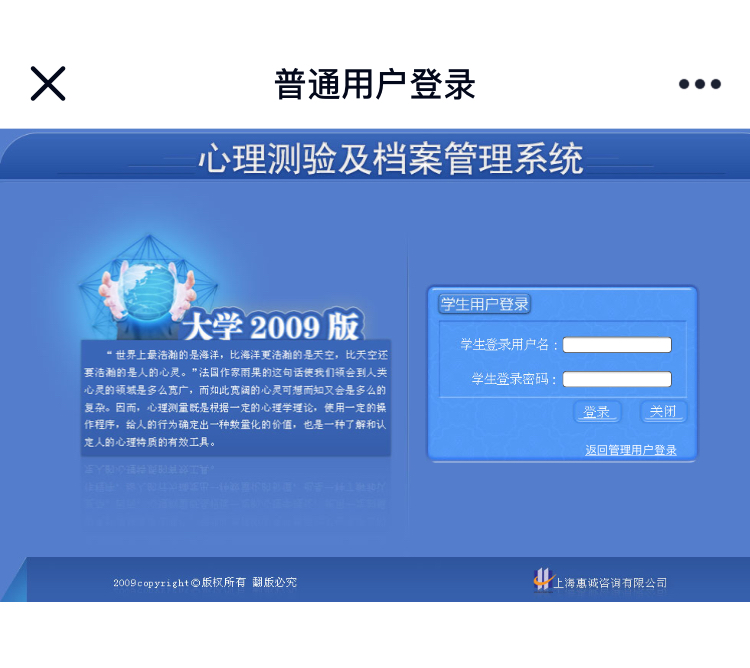 普通用户登录
心理测验及档案管理系统
大学 2009 版
“ 世界上最浩瀚的是海洋，比海洋更浩瀚的是天空，比天空还
要浩瀚的是人的心灵。”法国作家雨果的这句话使我们领会到人类
心灵的领域是多么宽广，而如此宽阔的心灵可想而知又会是多么的
复杂。因而，心理测量既是根据一定的心理学理论，使用一定的操
作程序，给人的行为确定出一种数量化的价值，也是一种了解和认
定人的心理特质的有效工具。
学生用户登录
学生登录用户名：
学生登录密码：
登录 关闭
返回管理用户登录
2009copyright©版权所有 翻版必究
上海惠诚咨询有限公司